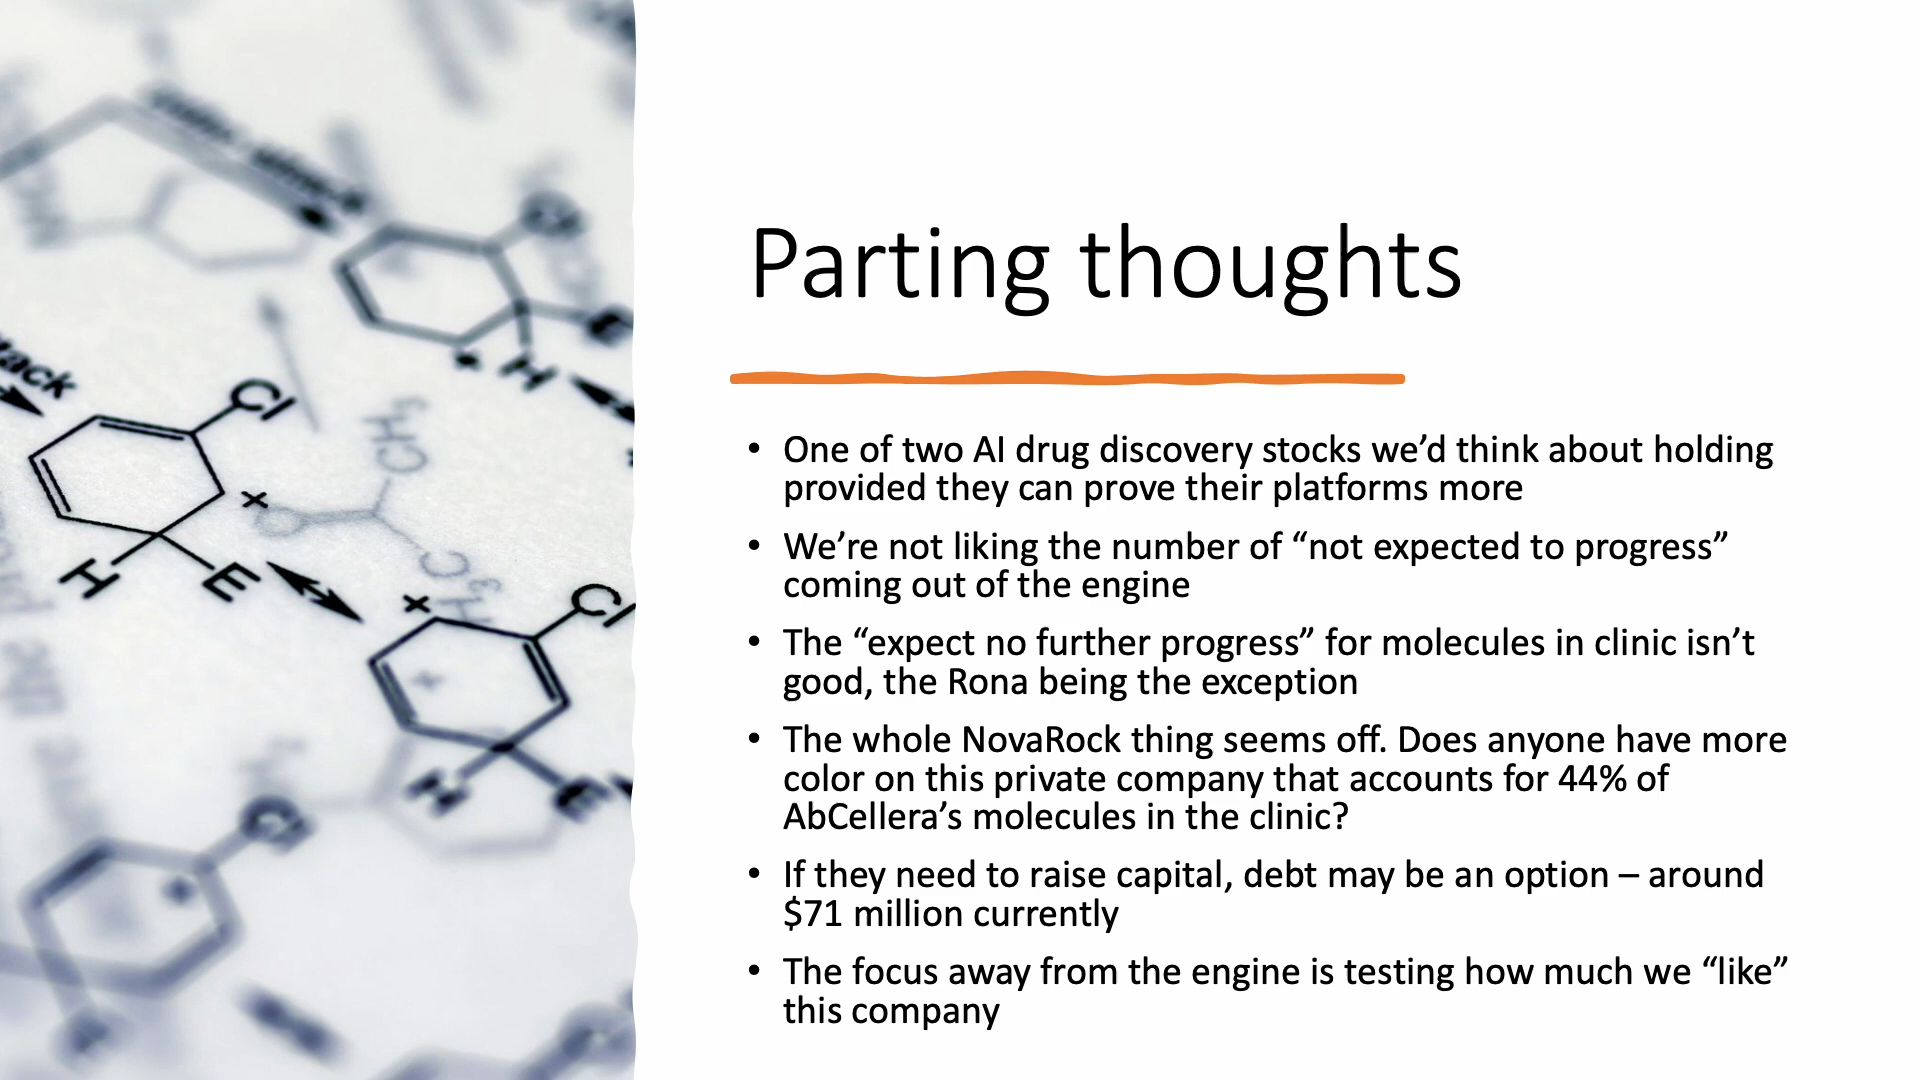 Parting thoughts
• One of two AI drug discovery stocks we’d think about holding
provided they can prove their platforms more
• We’re not liking the number of “not expected to progress”
coming out of the engine
• The “expect no further progress” for molecules in clinic isn’t
good, the Rona being the exception
• The whole NovaRock thing seems off. Does anyone have more
color on this private company that accounts for 44% of
AbCellera’s molecules in the clinic?
• If they need to raise capital, debt may be an option – around
$71 million currently
• The focus away from the engine is testing how much we “like”
this company
Cl
H
E
Cl
H
E
H
CH3